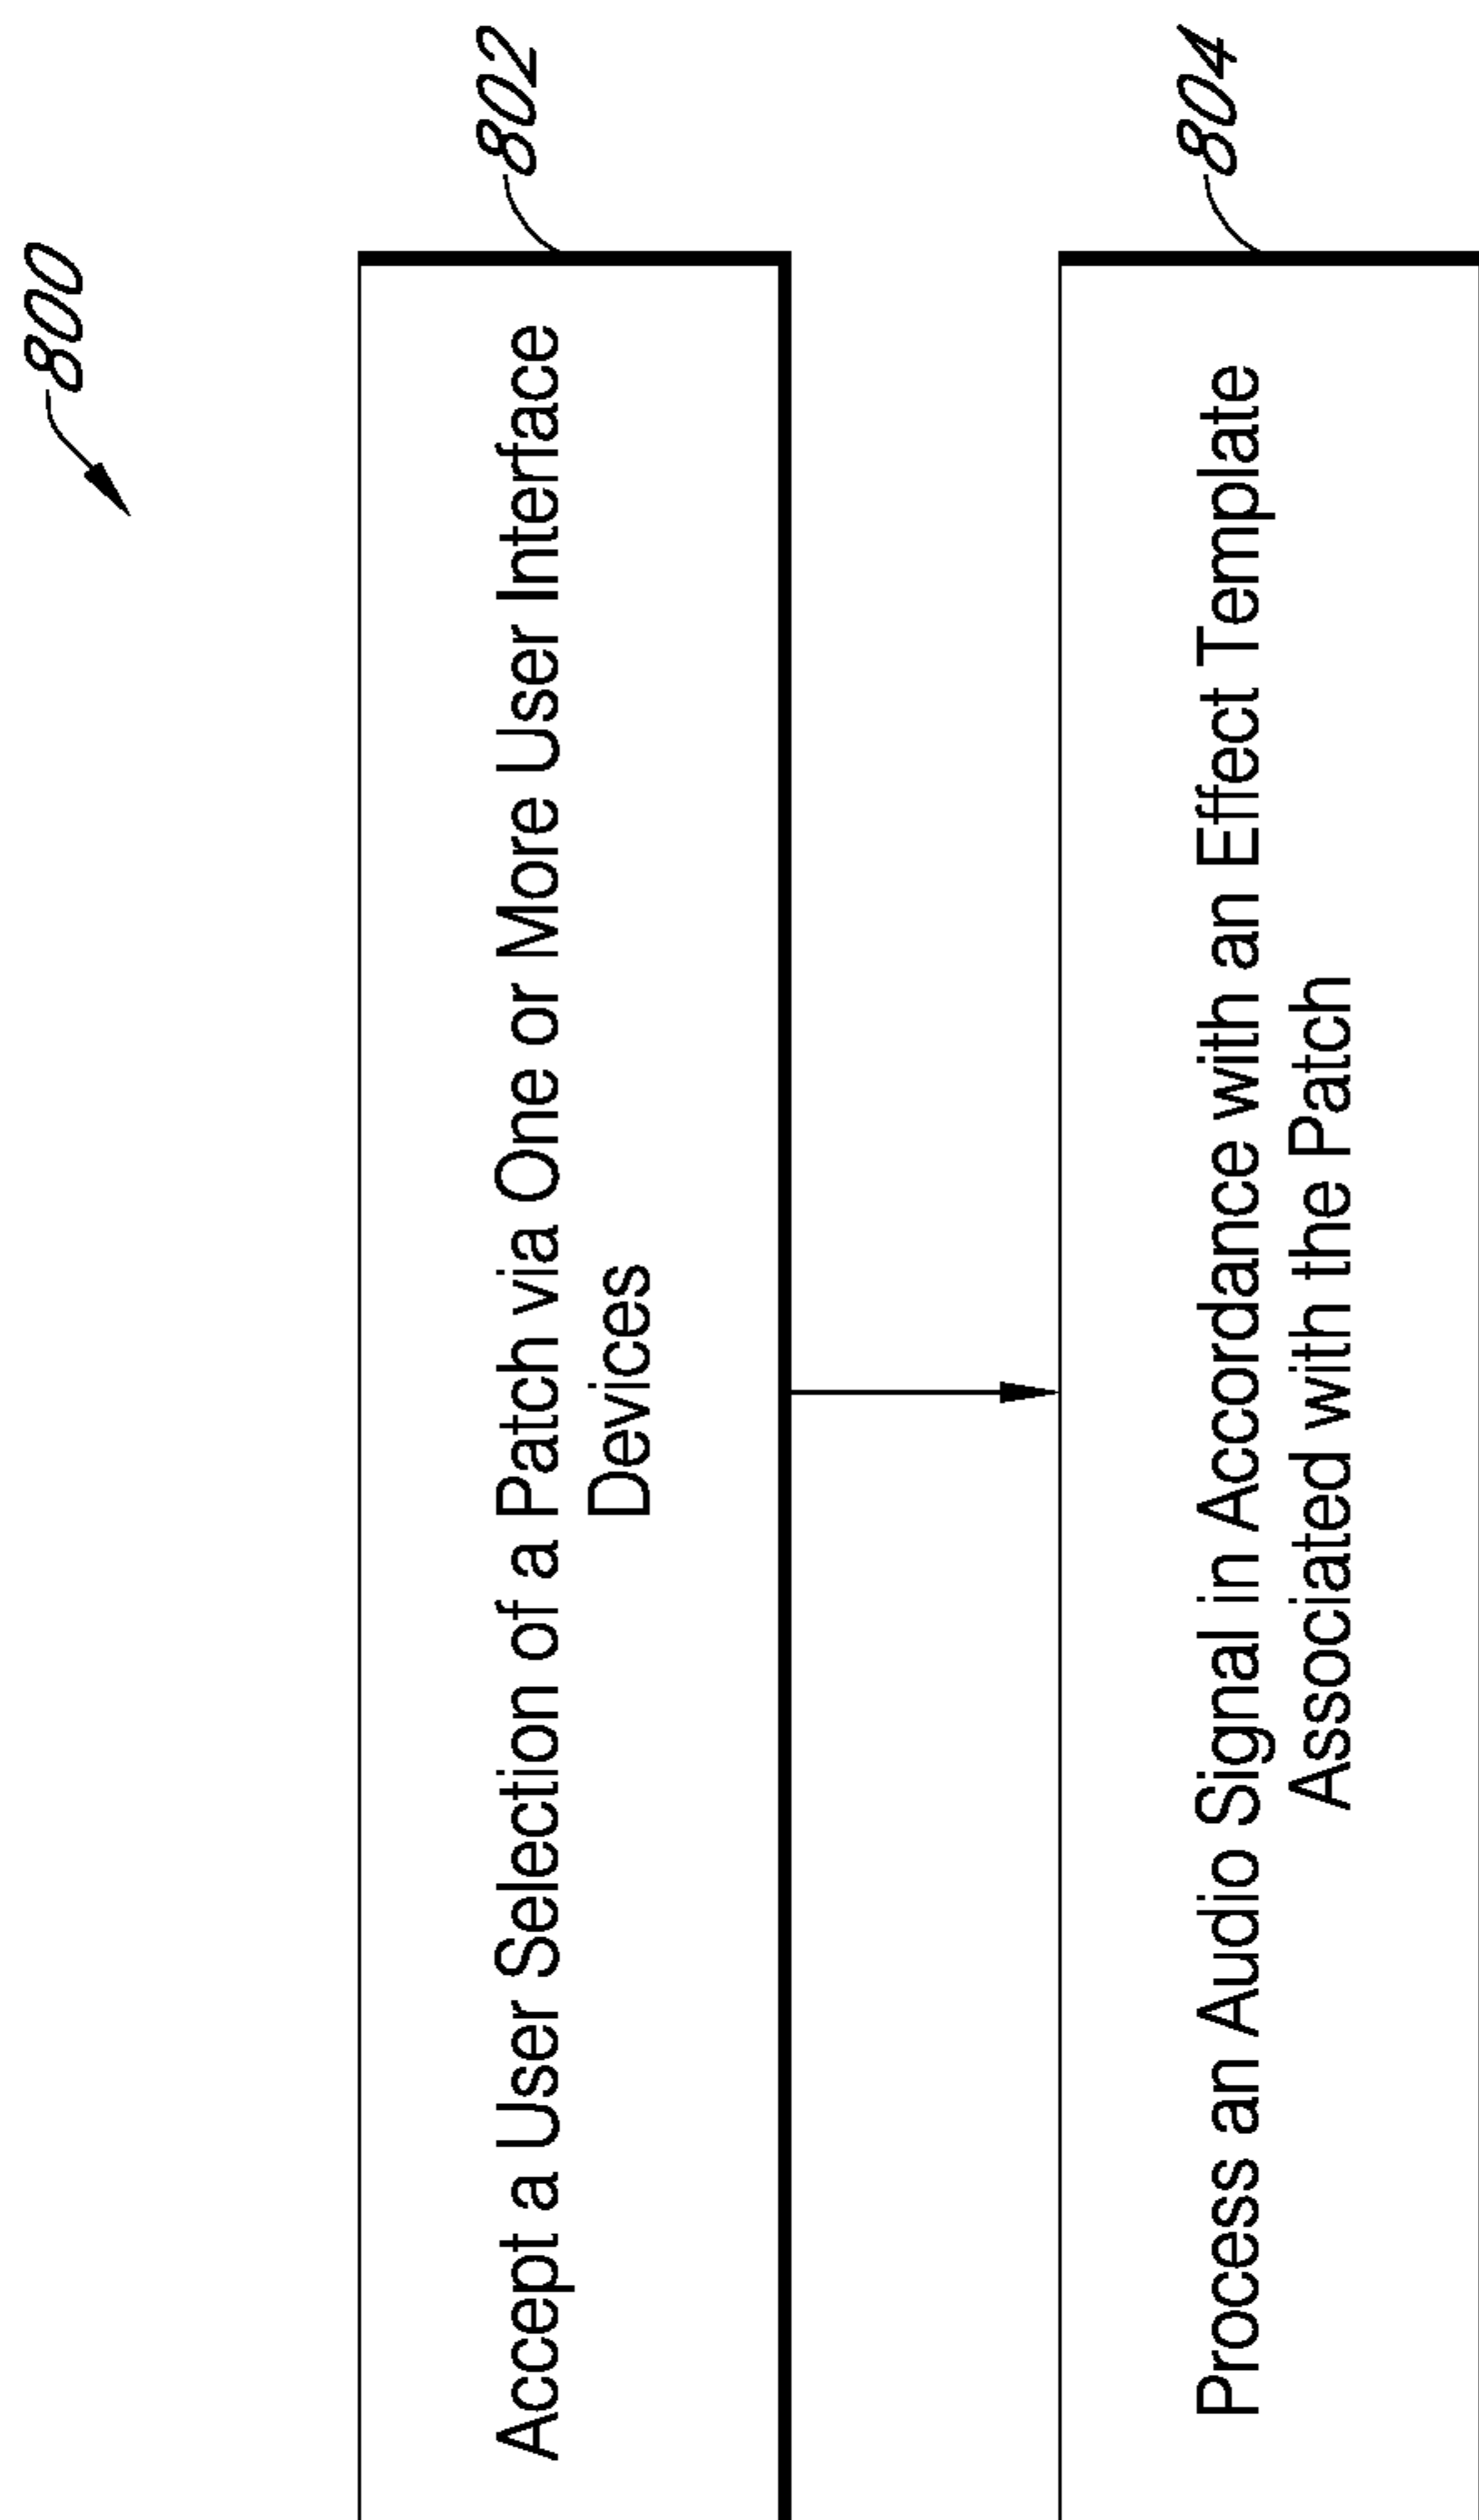 800
802
Accept a User Selection of a Patch via One or More User Interface
Devices
804
Process an Audio Signal in Accordance with an Effect Template
Associated with the Patch